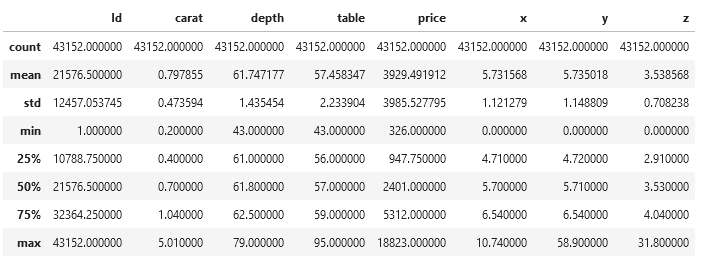 Id carat depth table price x y z
count 43152.000000 43152.000000 43152.000000 43152.000000 43152.000000 43152.000000 43152.000000 43152.000000
mean 21576.500000 0.797855 61.747177 57.458347 3929.491912 5.731568 5.735018 3.538568
std 12457.053745 0.473594 1.435454 2.233904 3985.527795 1.121279 1.148809 0.708238
min 1.000000 0.200000 43.000000 43.000000 326.000000 0.000000 0.000000 0.000000
25% 10788.750000 0.400000 61.000000 56.000000 947.750000 4.710000 4.720000 2.910000
50% 21576.500000 0.700000 61.800000 57.000000 2401.000000 5.700000 5.710000 3.530000
75% 32364.250000 1.040000 62.500000 59.000000 5312.000000 6.540000 6.540000 4.040000
max 43152.000000 5.010000 79.000000 95.000000 18823.000000 10.740000 58.900000 31.800000